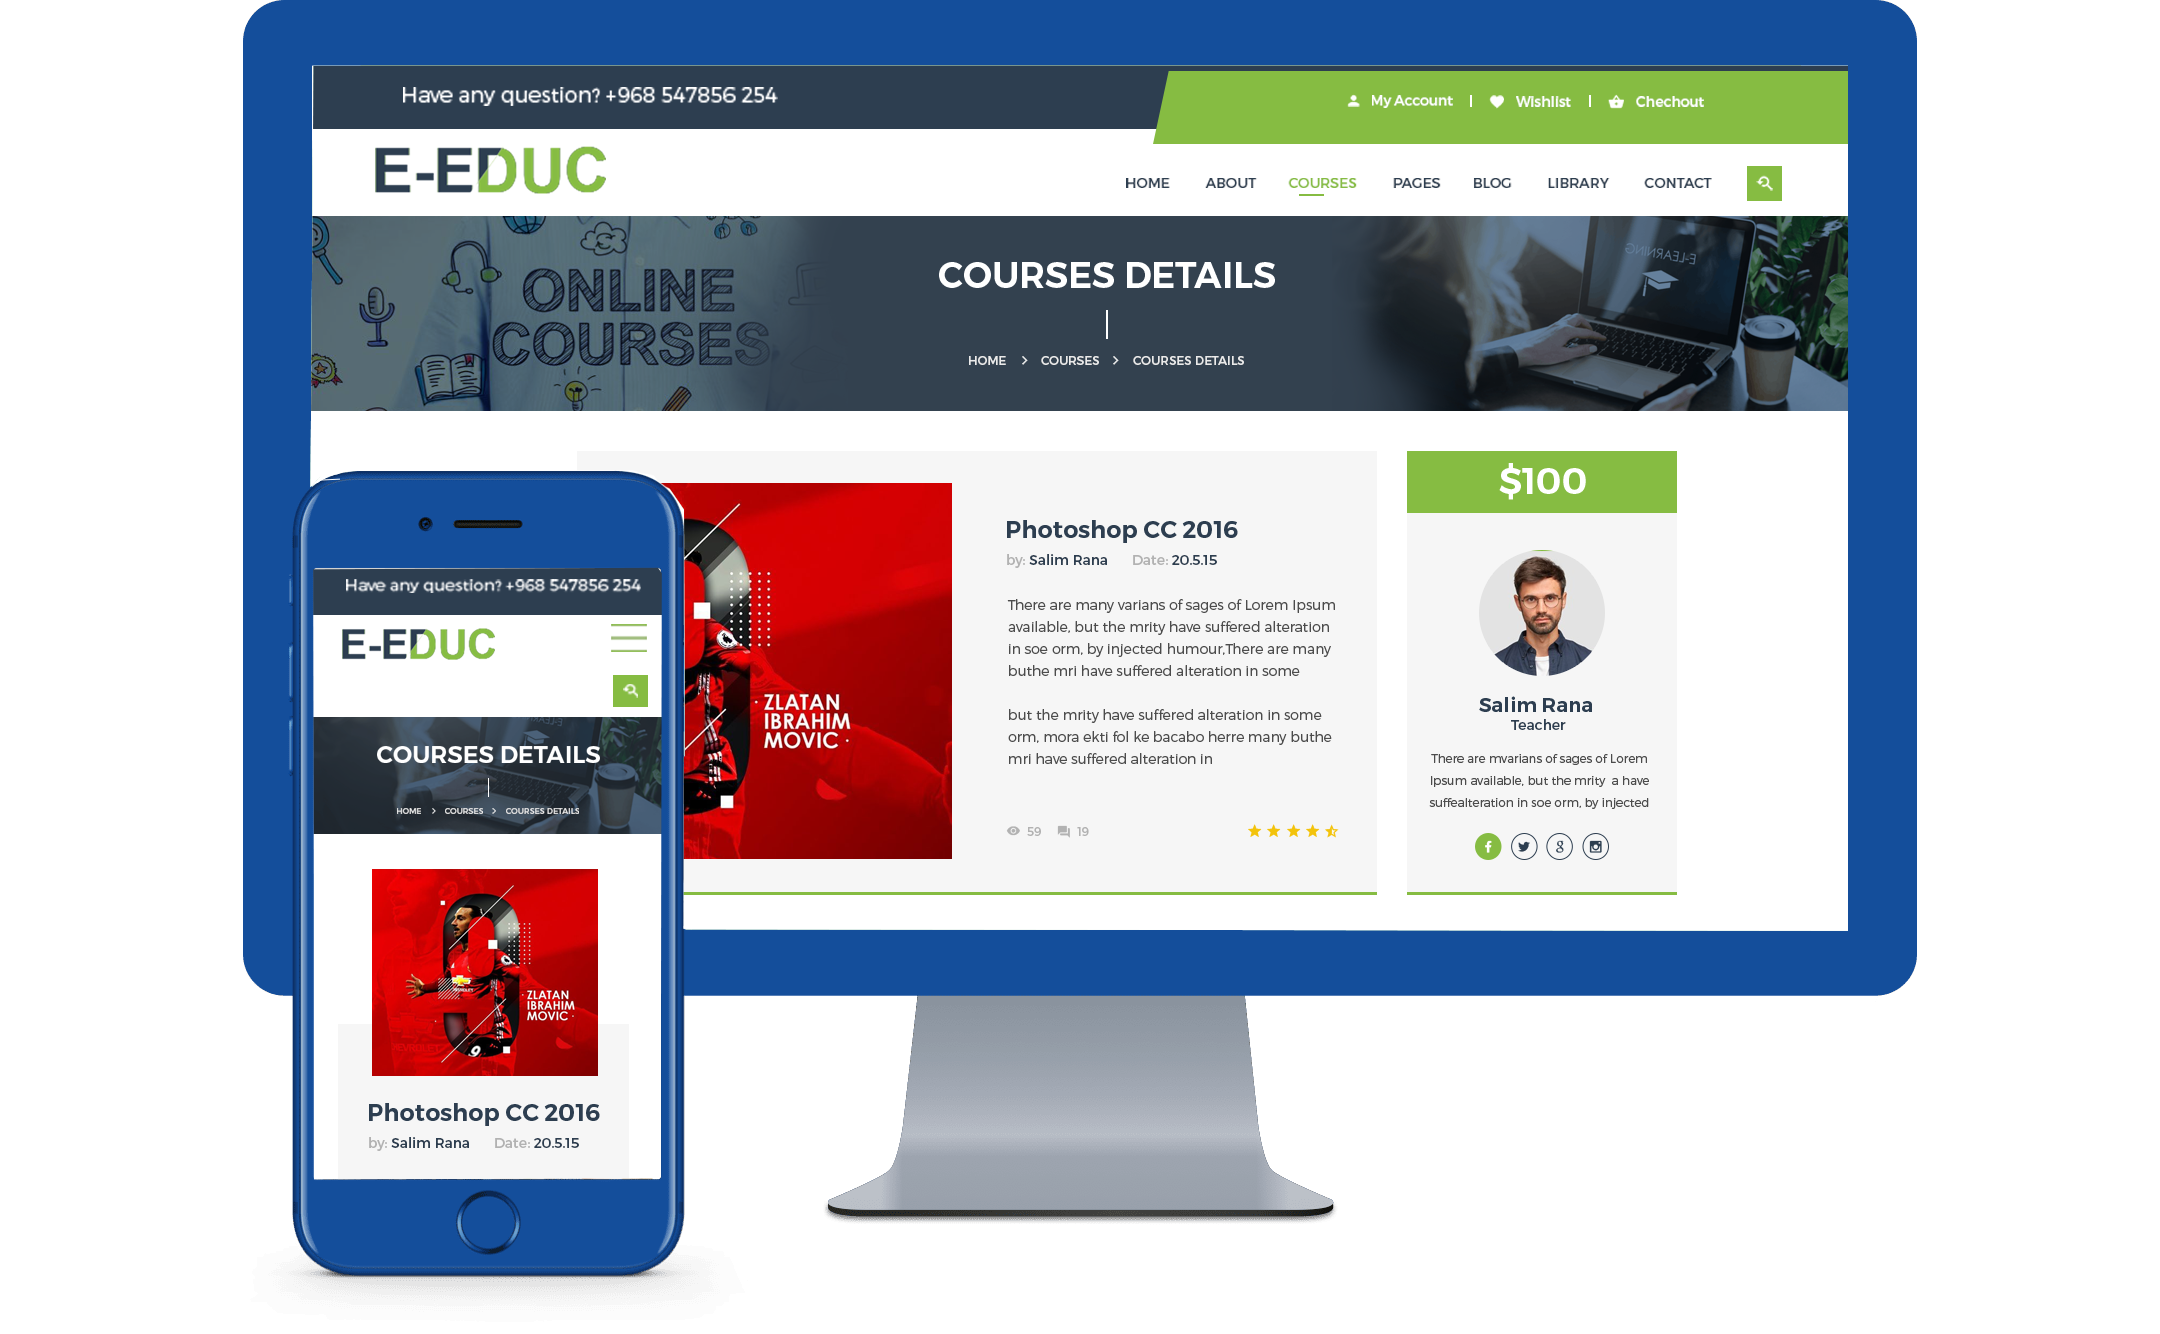 Have any question? +968 547856 254
My Account
Wishlist
Chechout
E-EDUC
HOME ABOUT COURSES PAGES BLOG LIBRARY CONTACT
ONLINE
COURSES
COURSES DETAILS
HOME > COURSES > COURSES DETAILS
E-LEARNING
ZLATAN
IBRAHIM
MOVIC
Photoshop CC 2016
by: Salim Rana Date: 20.5.15
There are many varians of sages of Lorem Ipsum
available, but the mrity have suffered alteration
in soe orm, by injected humour,There are many
buthe mri have suffered alteration in some
but the mrity have suffered alteration in some
orm, mora ekti fol ke bacabo herre many buthe
mri have suffered alteration in
59 19
$100
Salim Rana
Teacher
There are mvarians of sages of Lorem
Ipsum available, but the mrity a have
suffealteration in soe orm, by injected
Have any question? +968 547856 254
E-EDUC
COURSES DETAILS
HOME > COURSES > COURSES DETAILS
9
ZLATAN
IBRAHIM
MOVIC
Photoshop CC 2016
by: Salim Rana Date: 20.5.15